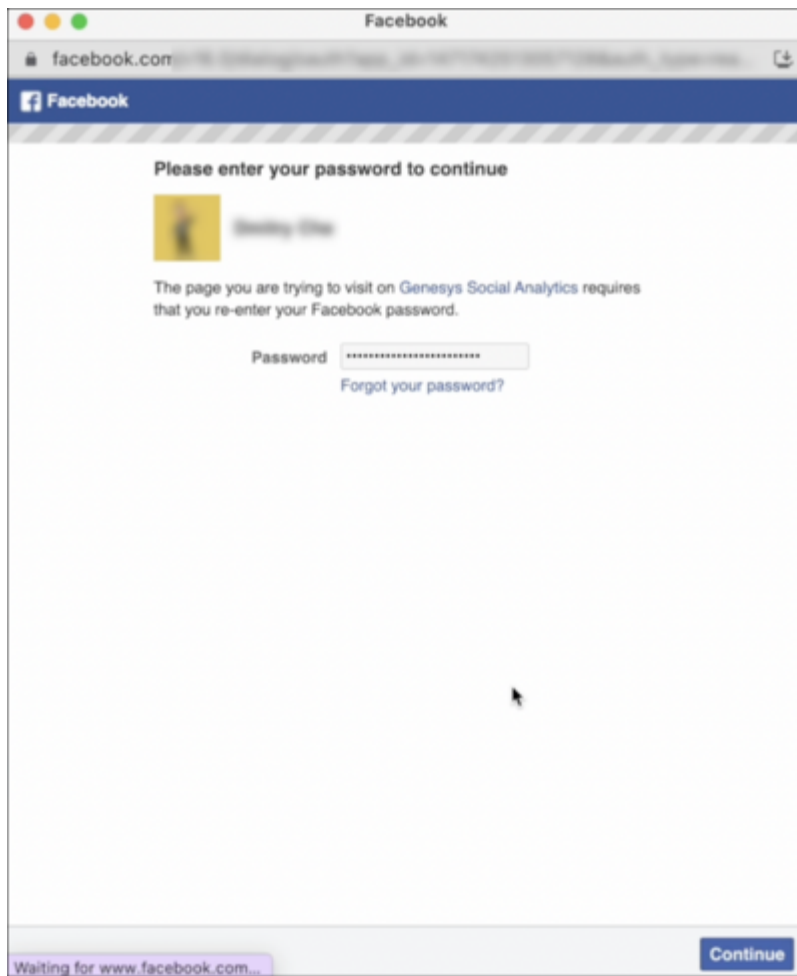 Facebook
facebook.com
Facebook
Please enter your password to continue
The page you are trying to visit on Genesys Social Analytics requires
that you re-enter your Facebook password.
Password ••••••••••••••••••••••••
Forgot your password?
Continue
Waiting for www.facebook.com...